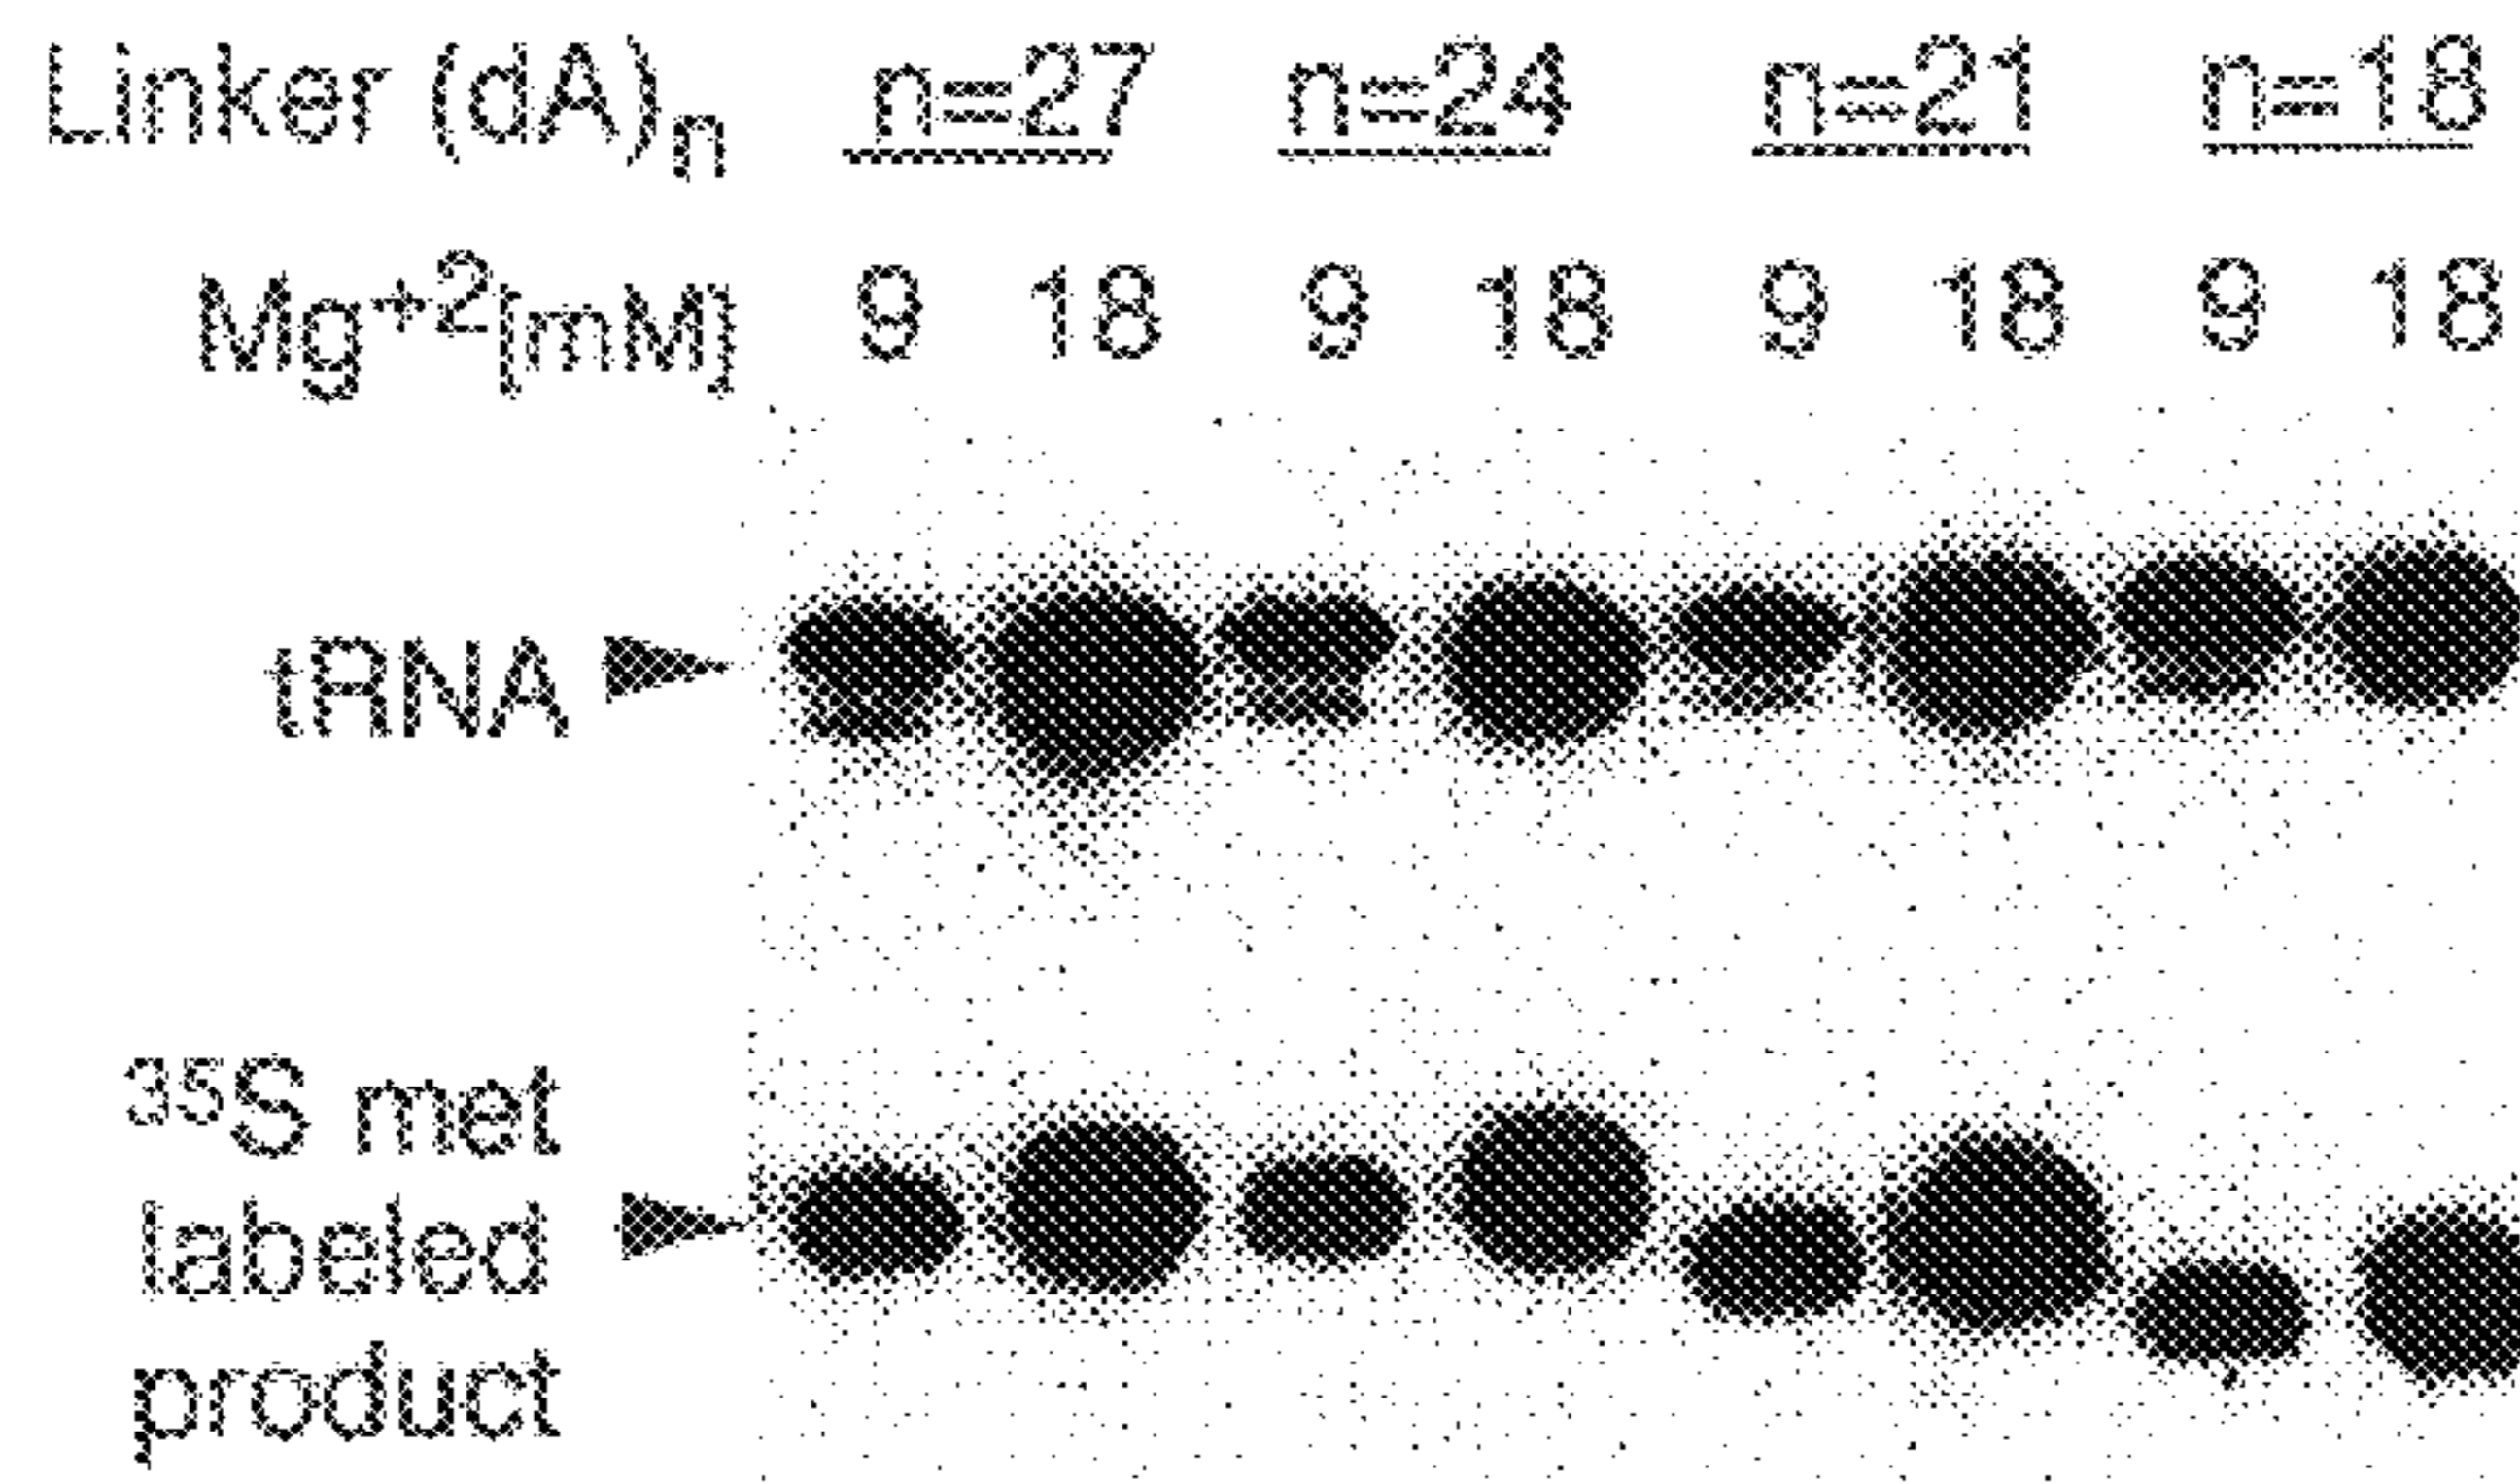 Linker (dA)n n=27 n=24 n=21 n=18
Mg+2[mM] 9 18 9 18 9 18 9 18
tRNA
35S met
labeled
product